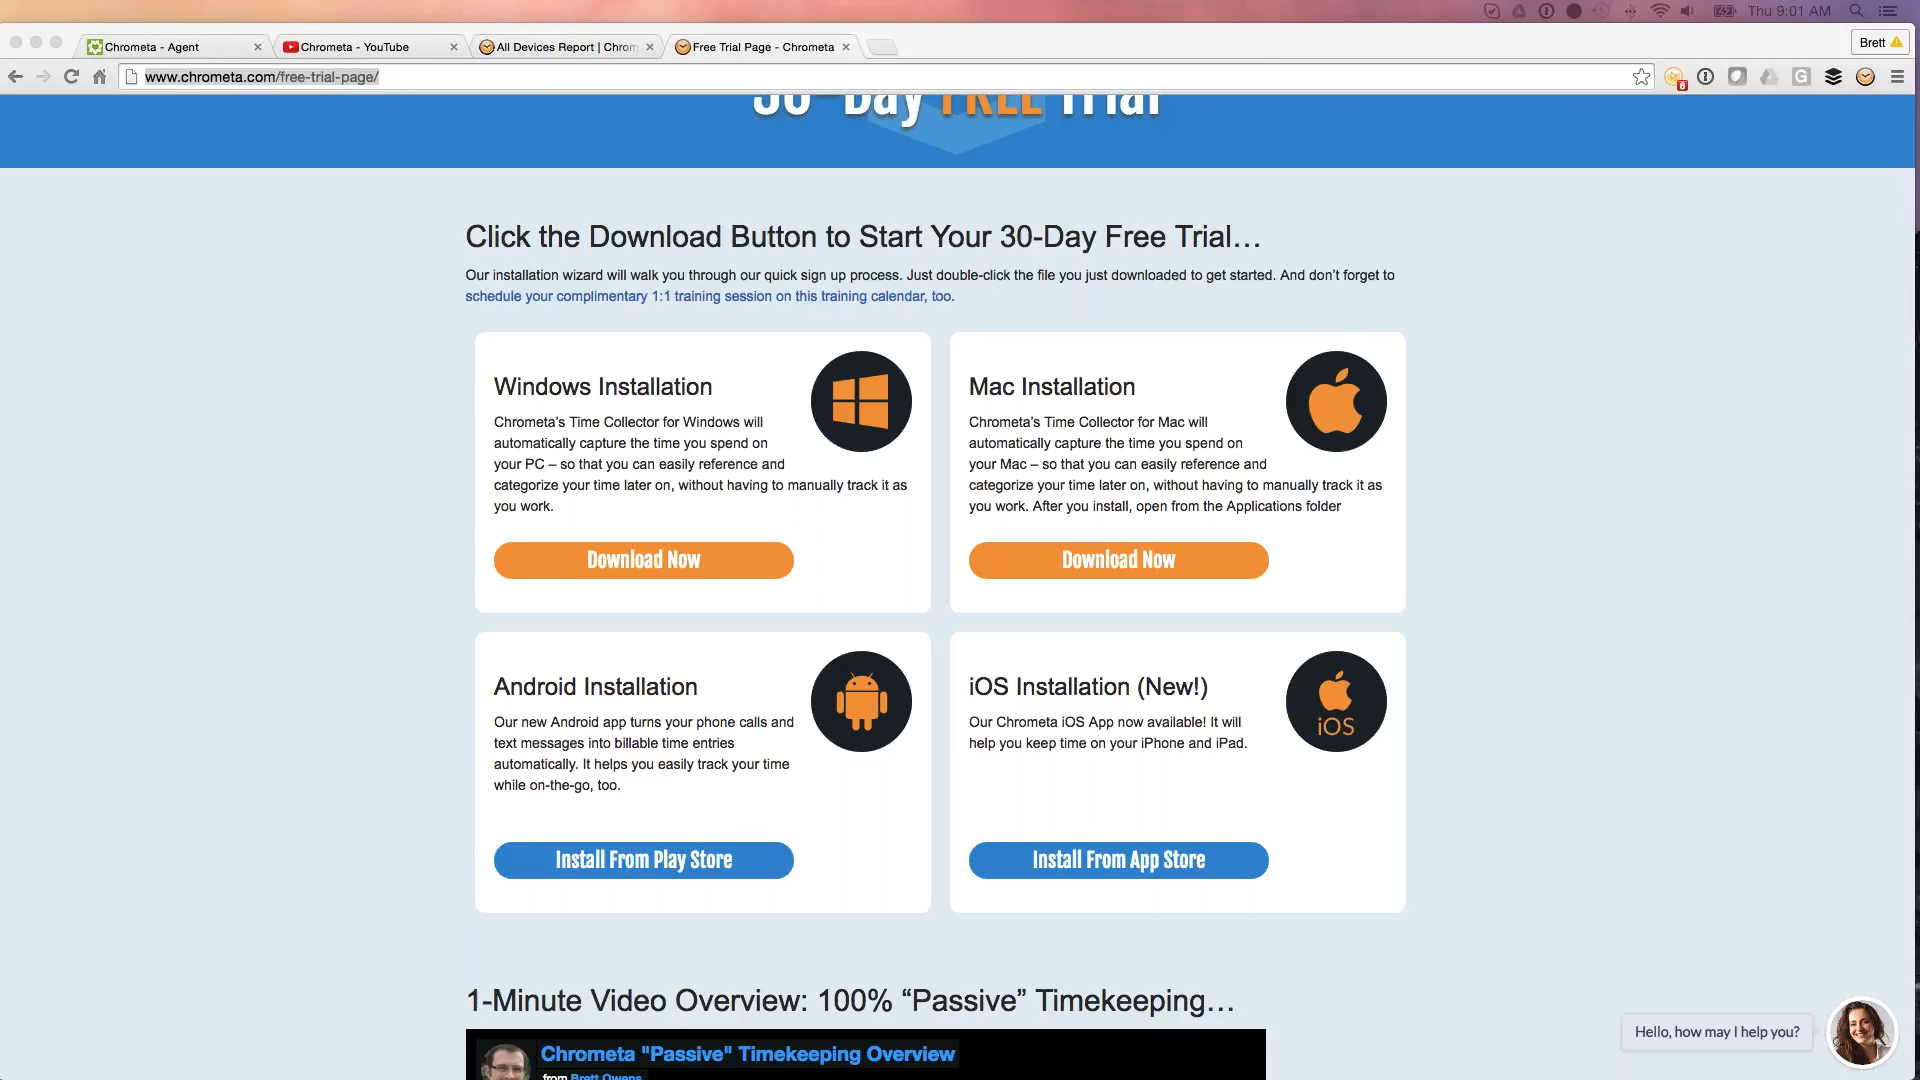 Thu 9:01 AM
Chrometa - Agent
Chrometa - YouTube
All Devices Report | Chrom
Free Trial Page - Chrometa
Brett
www.chrometa.com/free-trial-page/
6
30-Day FREE Trial
Click the Download Button to Start Your 30-Day Free Trial…
Our installation wizard will walk you through our quick sign up process. Just double-click the file you just downloaded to get started. And don’t forget to
schedule your complimentary 1:1 training session on this training calendar, too.
Windows Installation
Chrometa’s Time Collector for Windows will
automatically capture the time you spend on
your PC – so that you can easily reference and
categorize your time later on, without having to manually track it as
you work.
Download Now
Mac Installation
Chrometa’s Time Collector for Mac will
automatically capture the time you spend on
your Mac – so that you can easily reference and
categorize your time later on, without having to manually track it as
you work. After you install, open from the Applications folder
Download Now
Android Installation
Our new Android app turns your phone calls and
text messages into billable time entries
automatically. It helps you easily track your time
while on-the-go, too.
Install From Play Store
iOS Installation (New!)
Our Chrometa iOS App now available! It will
help you keep time on your iPhone and iPad.
iOS
Install From App Store
1-Minute Video Overview: 100% “Passive” Timekeeping…
Chrometa "Passive" Timekeeping Overview
from Brett Owens
Hello, how may I help you?